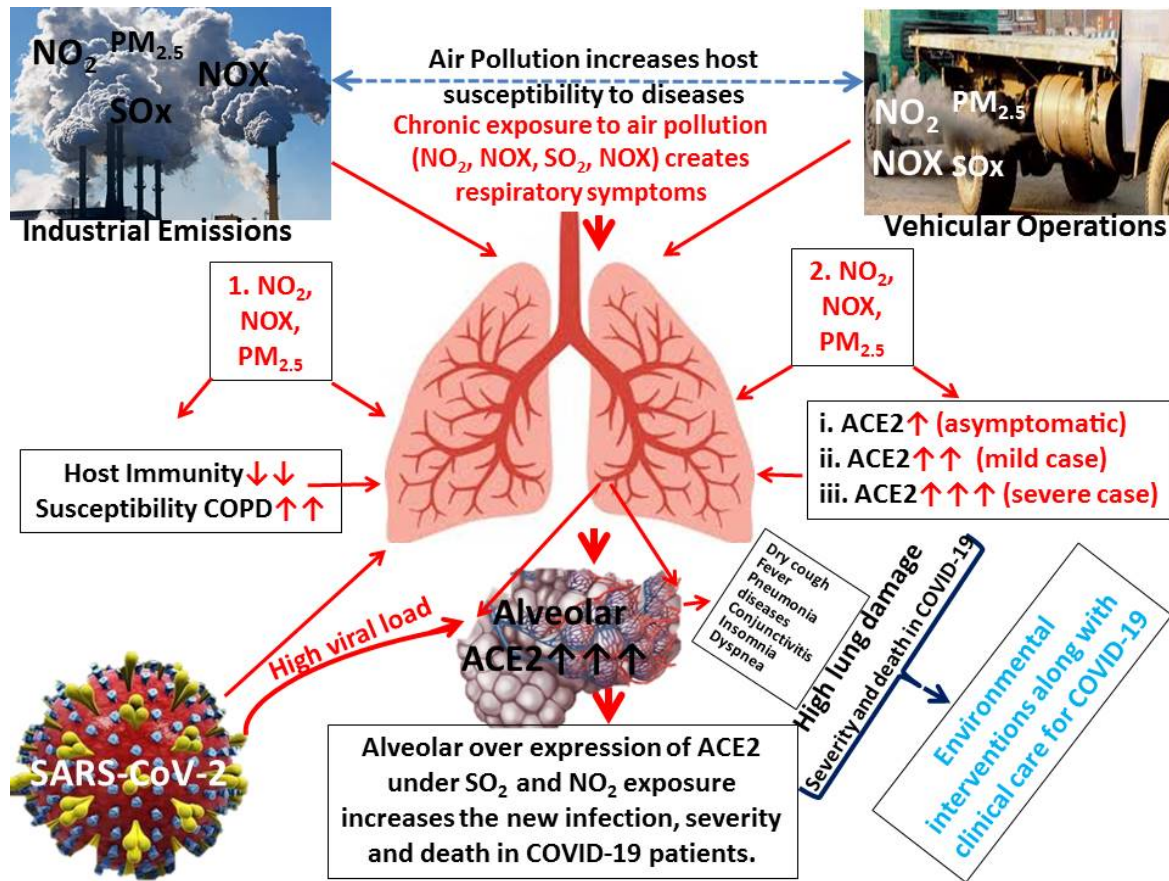 NO₂ PM₂.₅
NOX
SOx
Industrial Emissions
Air Pollution increases host
susceptibility to diseases
Chronic exposure to air pollution
(NO₂, NOX, SO₂, NOX) creates
respiratory symptoms
NO₂ PM₂.₅
NOX SOx
Vehicular Operations
1. NO₂,
NOX,
PM₂.₅
2. NO₂,
NOX,
PM₂.₅
Host Immunity↓↓
Susceptibility COPD↑↑
i. ACE2↑ (asymptomatic)
ii. ACE2↑↑ (mild case)
iii. ACE2↑↑↑ (severe case)
High viral load
SARS-CoV-2
Alveolar
ACE2↑↑↑
Dry cough
Fever
Pneumonia
diseases
Conjunctivitis
Insomnia
Dyspnea
High lung damage
Severity and death in COVID-19
Environmental
interventions along with
clinical care for COVID-19
Alveolar over expression of ACE2
under SO₂ and NO₂ exposure
increases the new infection, severity
and death in COVID-19 patients.